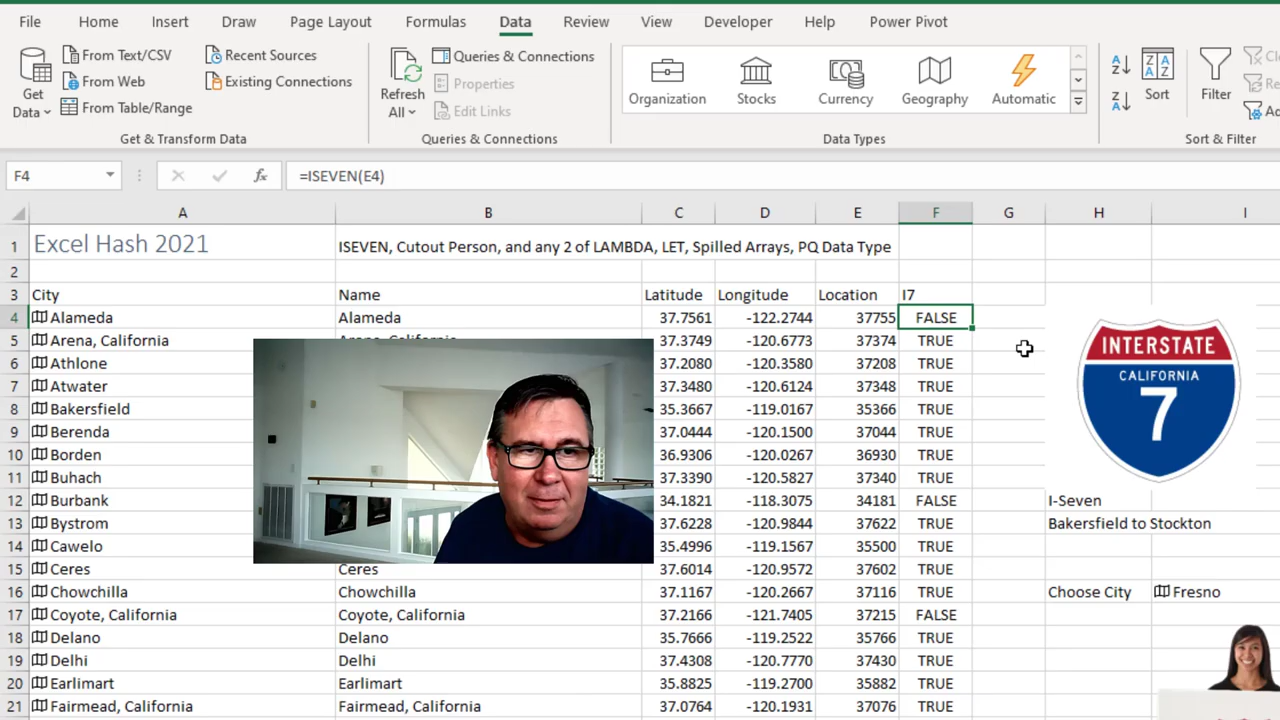 File Home Insert Draw Page Layout Formulas Data Review View Developer Help Power Pivot
From Text/CSV Recent Sources Queries & Connections
Get Data From Web Existing Connections Refresh All Properties Organization Stocks Currency Geography Automatic Sort Filter
From Table/Range Edit Links
Get & Transform Data Queries & Connections Data Types Sort & Filter
F4 fx =ISEVEN(E4)
A B C D E F G H I
1 Excel Hash 2021 ISEVEN, Cutout Person, and any 2 of LAMBDA, LET, Spilled Arrays, PQ Data Type
2
3 City Name Latitude Longitude Location I7
4 Alameda Alameda 37.7561 -122.2744 37755 FALSE
5 Arena, California 37.3749 -120.6773 37374 TRUE
6 Athlone 37.2080 -120.3580 37208 TRUE
7 Atwater 37.3480 -120.6124 37348 TRUE
8 Bakersfield 35.3667 -119.0167 35366 TRUE
9 Berenda 37.0444 -120.1500 37044 TRUE
10 Borden 36.9306 -120.0267 36930 TRUE
11 Buhach 37.3390 -120.5827 37340 TRUE
12 Burbank 34.1821 -118.3075 34181 FALSE I-Seven
13 Bystrom 37.6228 -120.9844 37622 TRUE Bakersfield to Stockton
14 Cawelo 35.4996 -119.1567 35500 TRUE
15 Ceres Ceres 37.6014 -120.9572 37602 TRUE
16 Chowchilla Chowchilla 37.1167 -120.2667 37116 TRUE Choose City Fresno
17 Coyote, California Coyote, California 37.2166 -121.7405 37215 FALSE
18 Delano Delano 35.7666 -119.2522 35766 TRUE
19 Delhi Delhi 37.4308 -120.7770 37430 TRUE
20 Earlimart Earlimart 35.8825 -119.2700 35882 TRUE
21 Fairmead, California Fairmead, California 37.0764 -120.1931 37076 TRUE
INTERSTATE
CALIFORNIA
7